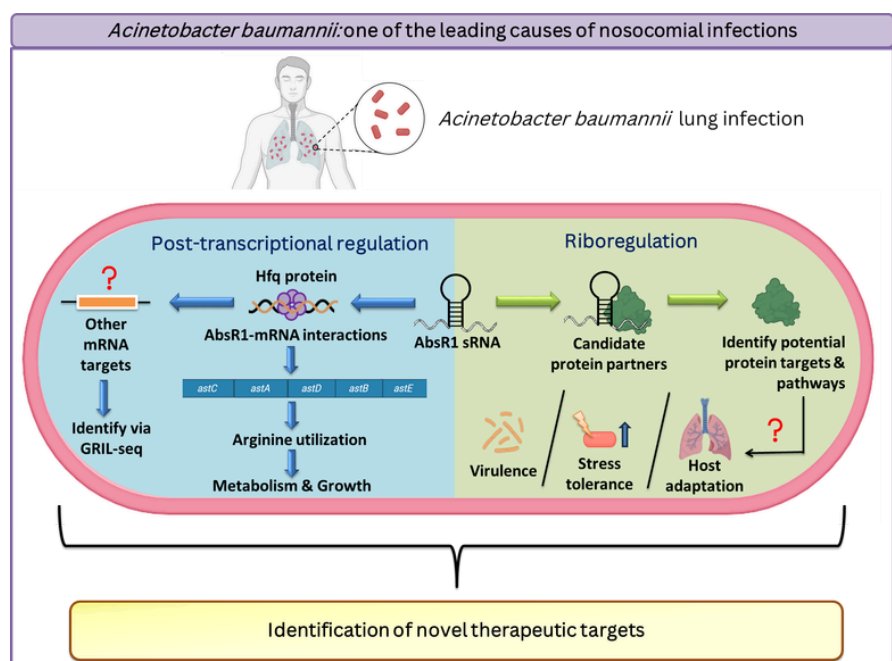 Acinetobacter baumannii: one of the leading causes of nosocomial infections
Acinetobacter baumannii lung infection
Post-transcriptional regulation
Riboregulation
?
Hfq protein
Other
mRNA
targets
AbsR1-mRNA interactions
AbsR1 sRNA
Candidate
protein partners
Identify potential
protein targets &
pathways
astC astA astD astB astE
Identify via
GRIL-seq
Arginine utilization
Metabolism & Growth
Virulence
Stress
tolerance
Host
adaptation
?
Identification of novel therapeutic targets